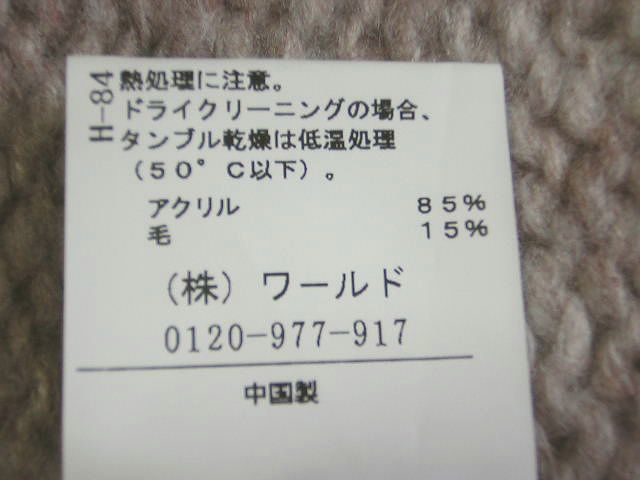 H-84
熱処理に注意。
ドライクリーニングの場合、
タンブル乾燥は低温処理
（５０°Ｃ以下）。
アクリル ８５％
毛 １５％
（株）ワールド
0120-977-917
中国製